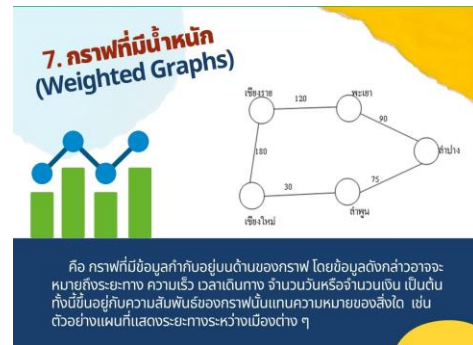 7. กราฟที่มีน้ำหนัก
(Weighted Graphs)
เชียงราย
120
พะเยา
90
ลำปาง
180
75
30
เชียงใหม่
ลำพูน
คือ กราฟที่มีข้อมูลกำกับอยู่บนด้านของกราฟ โดยข้อมูลดังกล่าวอาจจะ
หมายถึงระยะทาง ความเร็ว เวลาเดินทาง จำนวนวันหรือจำนวนเงิน เป็นต้น
ทั้งนี้ขึ้นอยู่กับความสัมพันธ์ของกราฟนั้นแทนความหมายของสิ่งใด เช่น
ตัวอย่างแผนที่แสดงระยะทางระหว่างเมืองต่าง ๆ